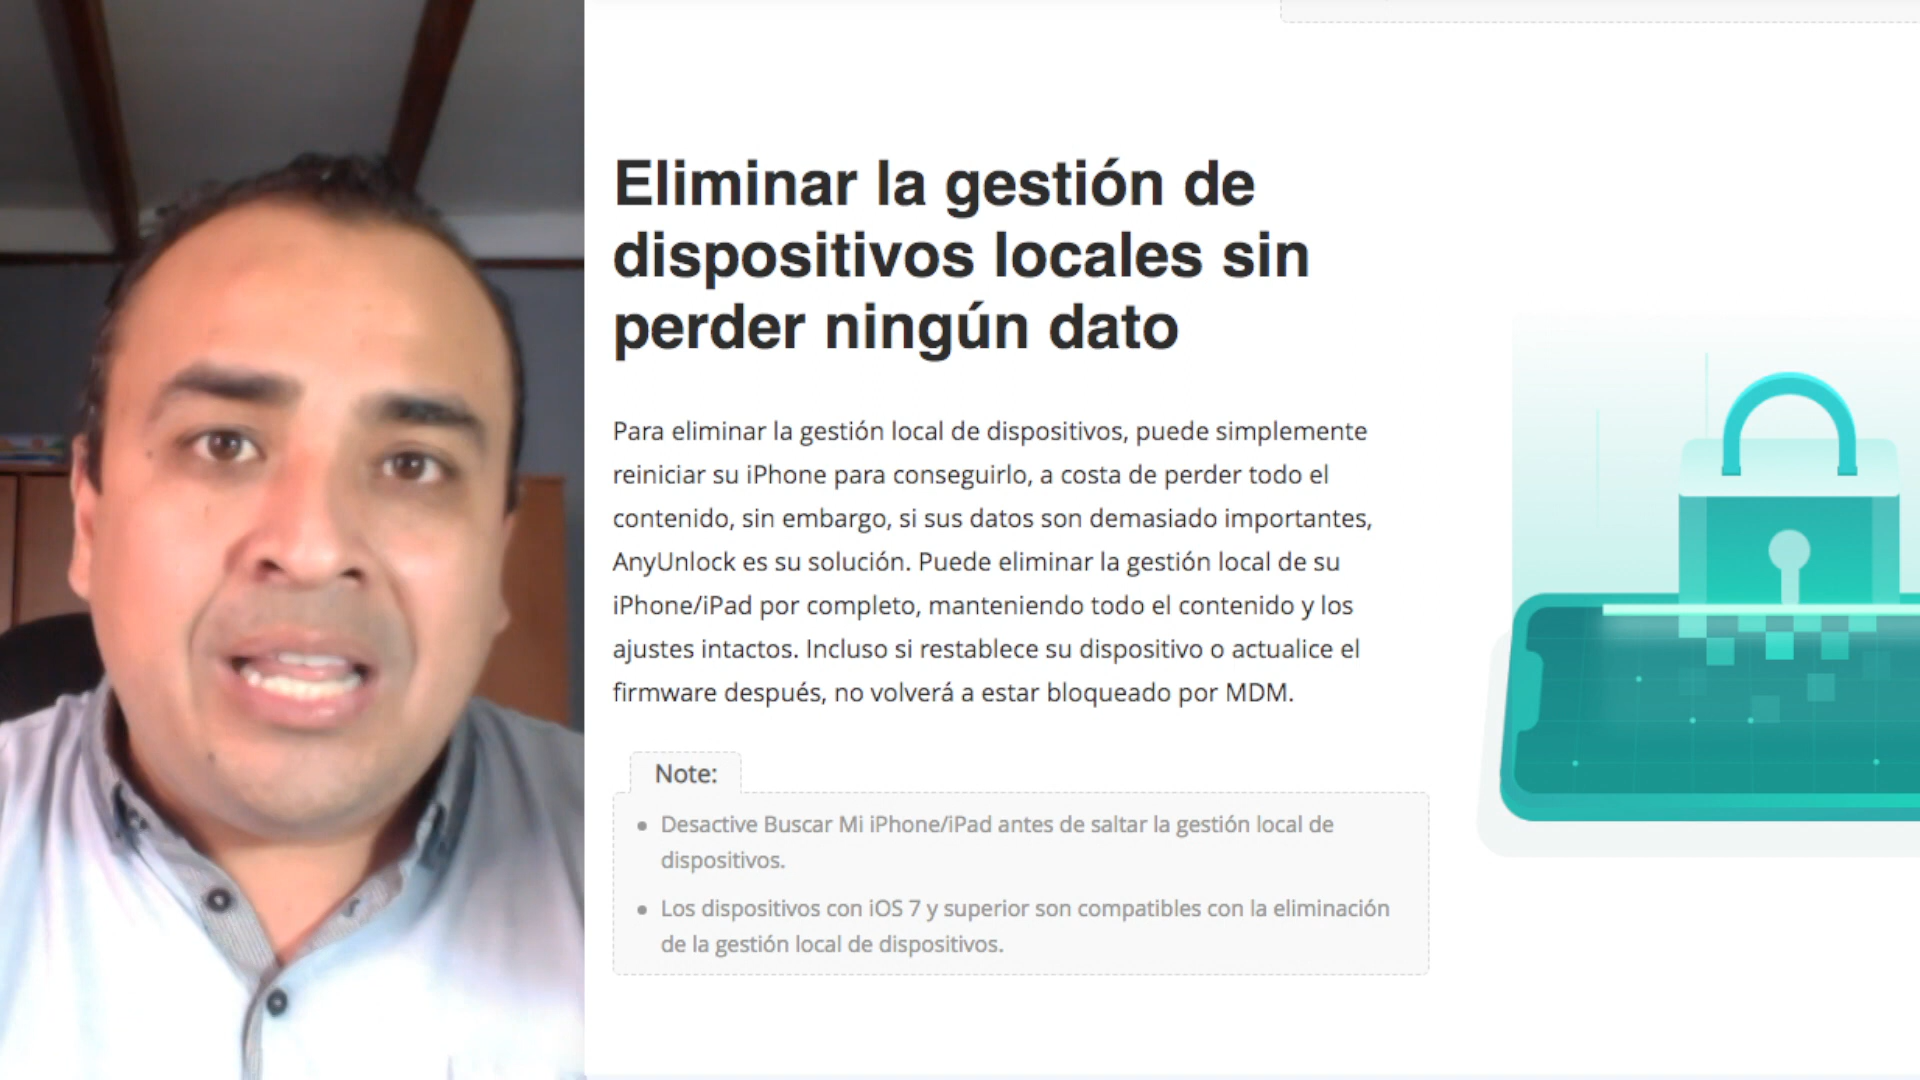 Eliminar la gestión de
dispositivos locales sin
perder ningún dato
Para eliminar la gestión local de dispositivos, puede simplemente
reiniciar su iPhone para conseguirlo, a costa de perder todo el
contenido, sin embargo, si sus datos son demasiado importantes,
AnyUnlock es su solución. Puede eliminar la gestión local de su
iPhone/iPad por completo, manteniendo todo el contenido y los
ajustes intactos. Incluso si restablece su dispositivo o actualice el
firmware después, no volverá a estar bloqueado por MDM.
Note:
Desactive Buscar Mi iPhone/iPad antes de saltar la gestión local de
dispositivos.
Los dispositivos con iOS 7 y superior son compatibles con la eliminación
de la gestión local de dispositivos.